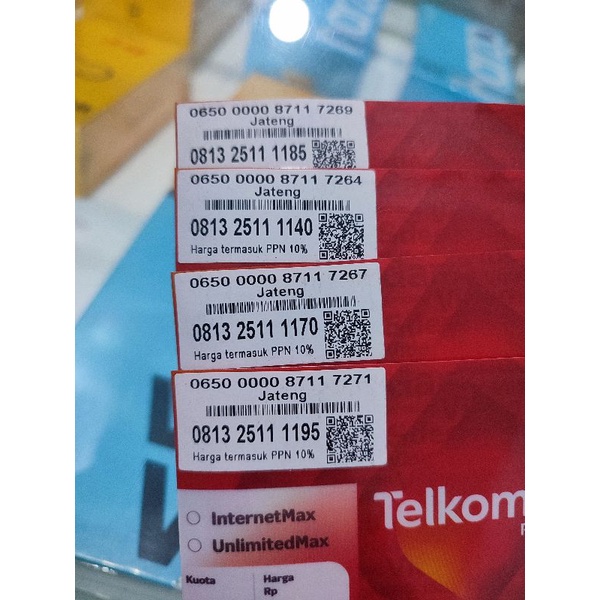 0650 0000 8711 7269
Jateng
0813 2511 1185
0650 0000 8711 7264
Jateng
0813 2511 1140
Harga termasuk PPN 10%
0650 0000 8711 7267
Jateng
0813 2511 1170
Harga termasuk PPN 10%
0650 0000 8711 7271
Jateng
0813 2511 1195
Harga termasuk PPN 10%
InternetMax
UnlimitedMax
Telkom
Kuota
Harga
Rp